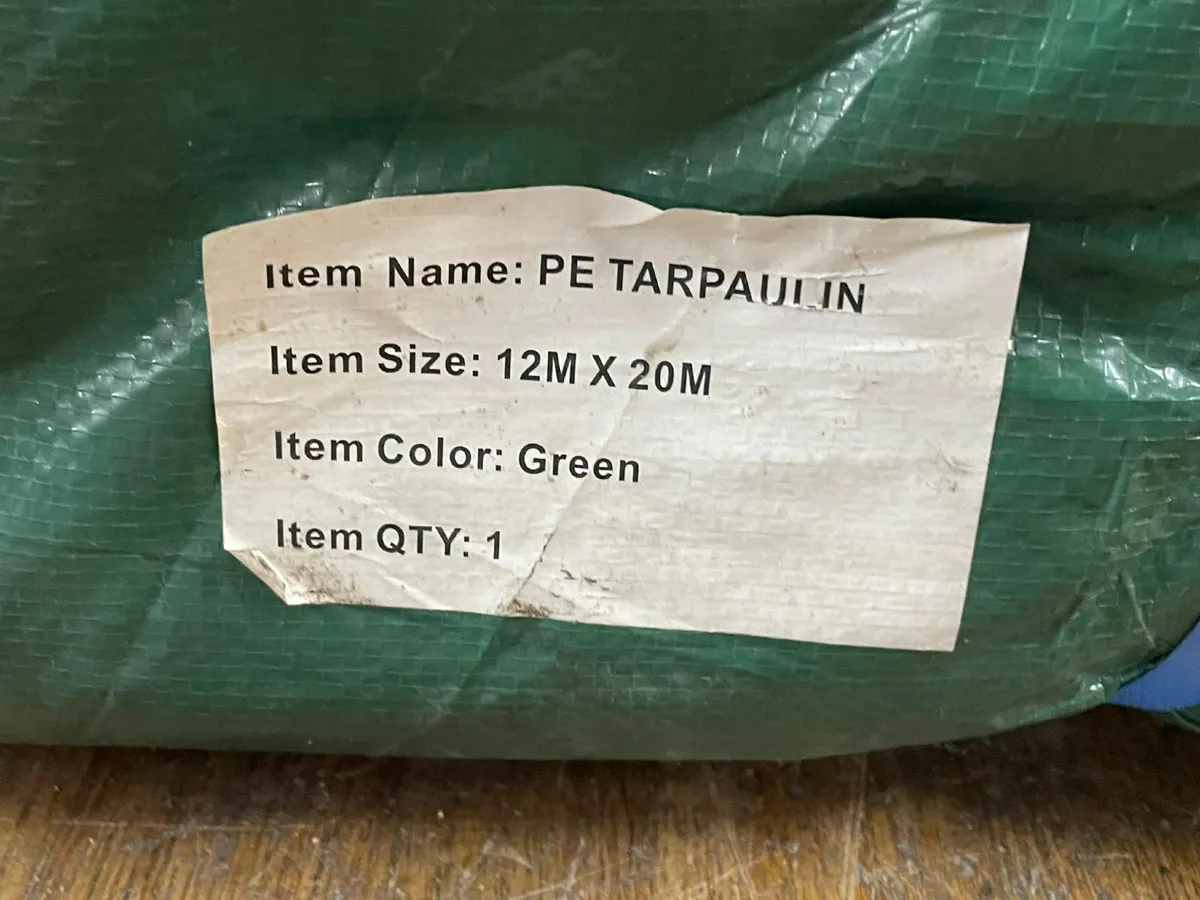 Item Name: PE TARPAULIN
Item Size: 12M X 20M
Item Color: Green
Item QTY: 1